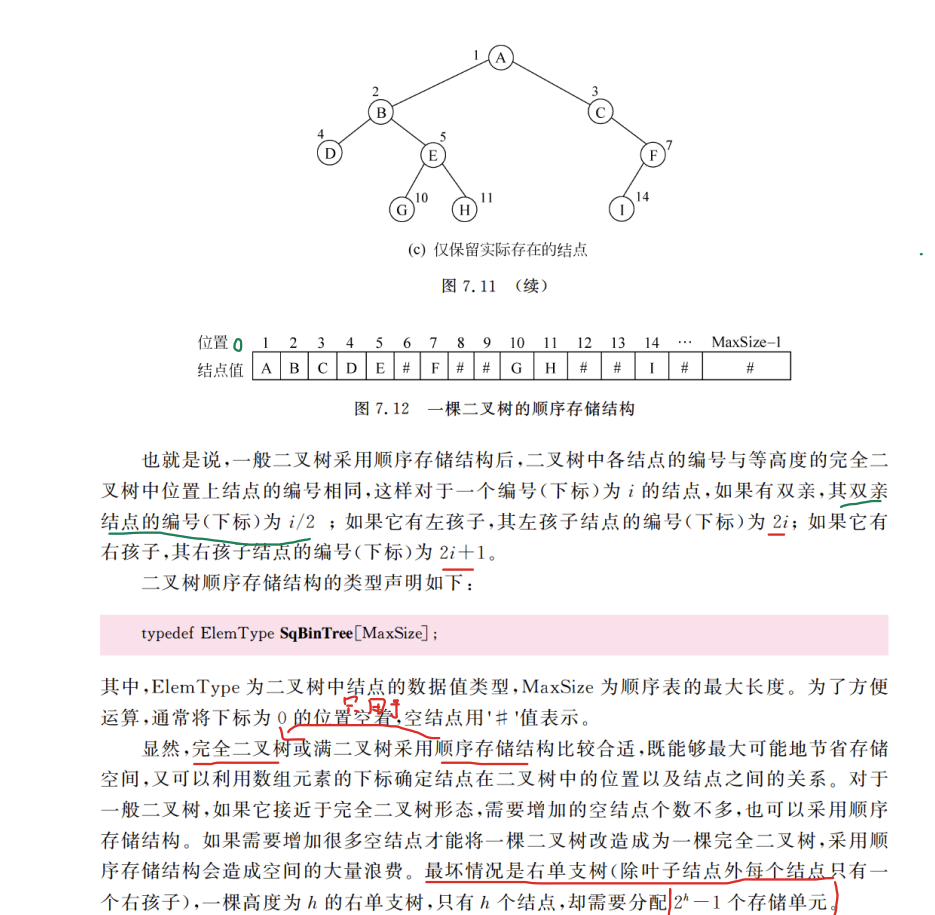 1 A
2 3
B C
4 5 7
D E F
10 11 14
G H I
(c) 仅保留实际存在的结点
图 7.11 (续)
位置 0 1 2 3 4 5 6 7 8 9 10 11 12 13 14 … MaxSize−1
结点值 A B C D E # F # # G H # # I # #
图 7.12 一棵二叉树的顺序存储结构
也就是说,一般二叉树采用顺序存储结构后,二叉树中各结点的编号与等高度的完全二
叉树中位置上结点的编号相同,这样对于一个编号(下标)为 i 的结点,如果有双亲,其双亲
结点的编号(下标)为 i/2 ;如果它有左孩子,其左孩子结点的编号(下标)为 2i;如果它有
右孩子,其右孩子结点的编号(下标)为 2i+1。
二叉树顺序存储结构的类型声明如下:
typedef ElemType SqBinTree[MaxSize];
其中,ElemType 为二叉树中结点的数据值类型,MaxSize 为顺序表的最大长度。为了方便
只用于
运算,通常将下标为 0 的位置空着,空结点用'#'值表示。
显然,完全二叉树或满二叉树采用顺序存储结构比较合适,既能够最大可能地节省存储
空间,又可以利用数组元素的下标确定结点在二叉树中的位置以及结点之间的关系。对于
一般二叉树,如果它接近于完全二叉树形态,需要增加的空结点个数不多,也可以采用顺序
存储结构。如果需要增加很多空结点才能将一棵二叉树改造成为一棵完全二叉树,采用顺
序存储结构会造成空间的大量浪费。最坏情况是右单支树(除叶子结点外每个结点只有一
个右孩子),一棵高度为 h 的右单支树,只有 h 个结点,却需要分配 2ʰ−1 个存储单元。